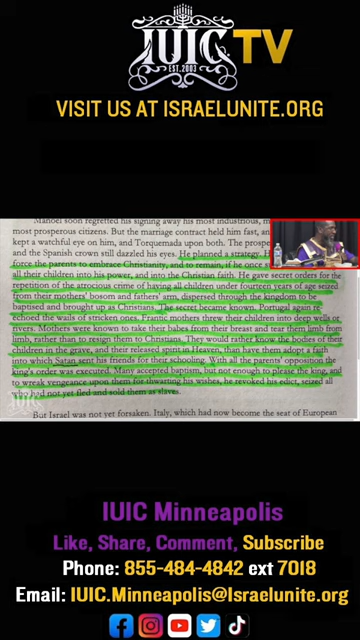 IUIC TV
EST. 2003
VISIT US AT ISRAELUNITE.ORG
Manoel soon regretted his signing away his most industrious,
most prosperous citizens. But the marriage contract held him fast, an
kept a watchful eye on him, and Torquemada upon both. The prosp
and the Spanish crown still dazzled his eyes. He planned a strategy. H
force the parents to embrace Christianity, and to remain, if he once
all their children into his power, and into the Christian faith. He gave secret orders for the
repetition of the atrocious crime of having all children under fourteen years of age seized
from their mothers' bosom and fathers' arm, dispersed through the kingdom to be
baptised and brought up as Christians. The secret became known. Portugal again re-
echoed the wails of stricken ones. Frantic mothers threw their children into deep wells or
rivers. Mothers were known to take their babes from their breast and tear them limb from
limb, rather than to resign them to Christians. They would rather know the bodies of their
children in the grave, and their released spirit in Heaven, than have them adopt a faith
into which Satan sent his friends for their schooling. With all the parents' opposition the
king's order was executed. Many accepted baptism, but not enough to please the king, and
to wreak vengeance upon them for thwarting his wishes, he revoked his edict, seized all
who had not yet fled and sold them as slaves.
But Israel was not yet forsaken. Italy, which had now become the seat of European
IUIC
IUIC Minneapolis
Like, Share, Comment, Subscribe
Phone: 855-484-4842 ext 7018
Email: IUIC.Minneapolis@Israelunite.org